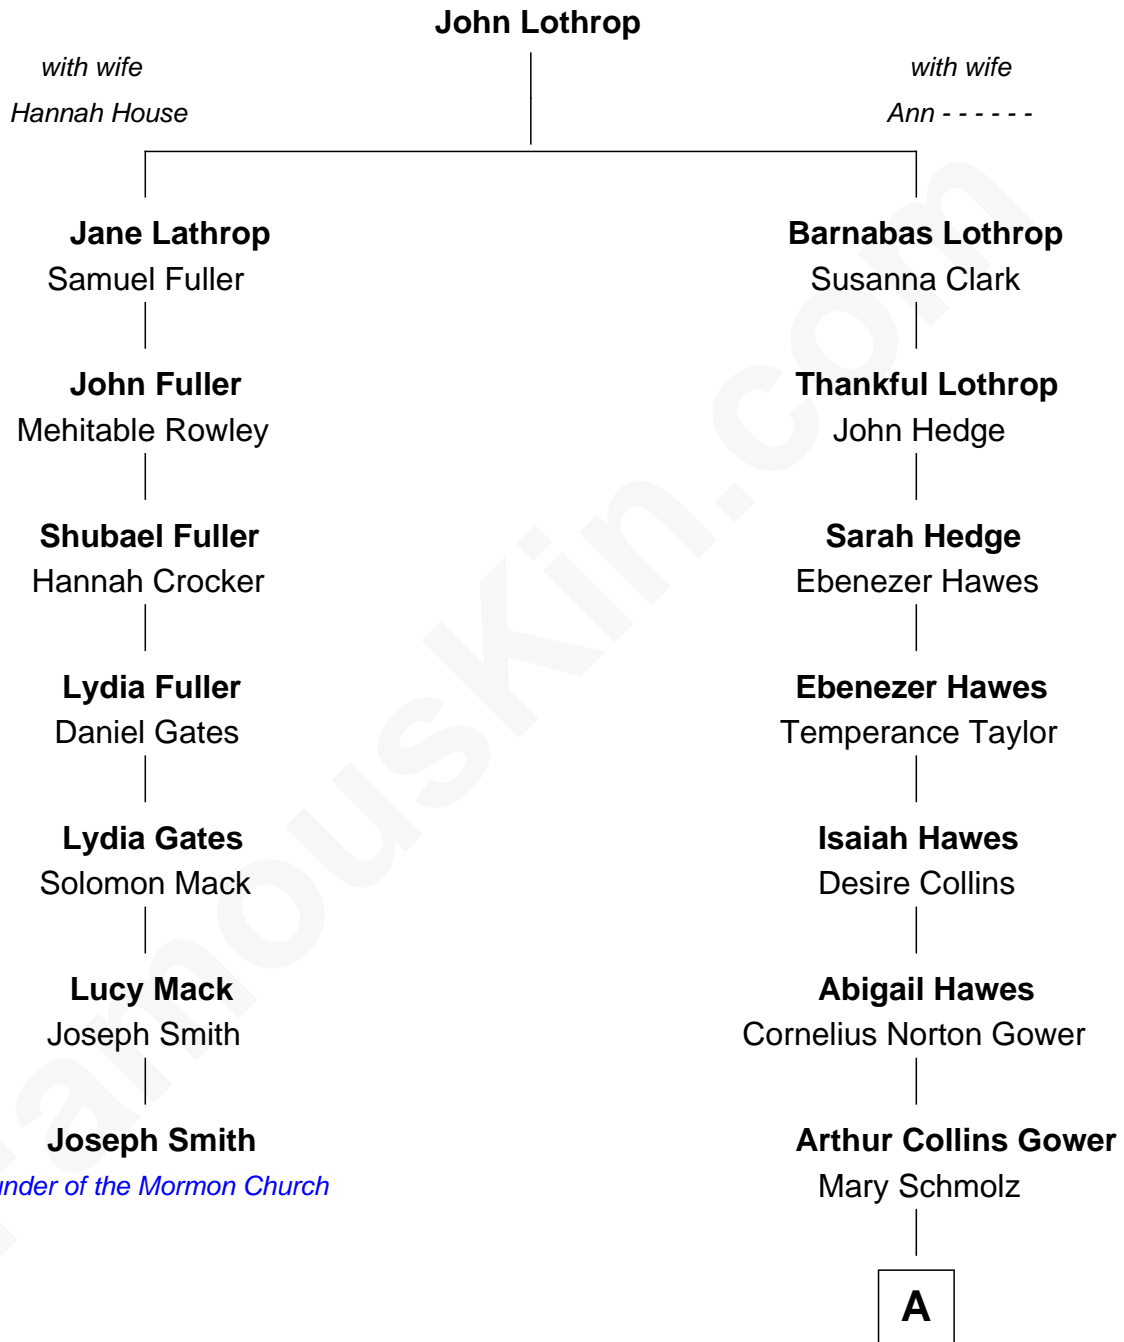 John Lothrop
with wife
Hannah House
with wife
Ann - - - - - -
Jane Lathrop
Samuel Fuller
Barnabas Lothrop
Susanna Clark
John Fuller
Mehitable Rowley
Thankful Lothrop
John Hedge
Shubael Fuller
Hannah Crocker
Sarah Hedge
Ebenezer Hawes
Lydia Fuller
Daniel Gates
Ebenezer Hawes
Temperance Taylor
Lydia Gates
Solomon Mack
Isaiah Hawes
Desire Collins
Lucy Mack
Joseph Smith
Abigail Hawes
Cornelius Norton Gower
Joseph Smith
under of the Mormon Church
Arthur Collins Gower
Mary Schmolz
A
FamousKin.com